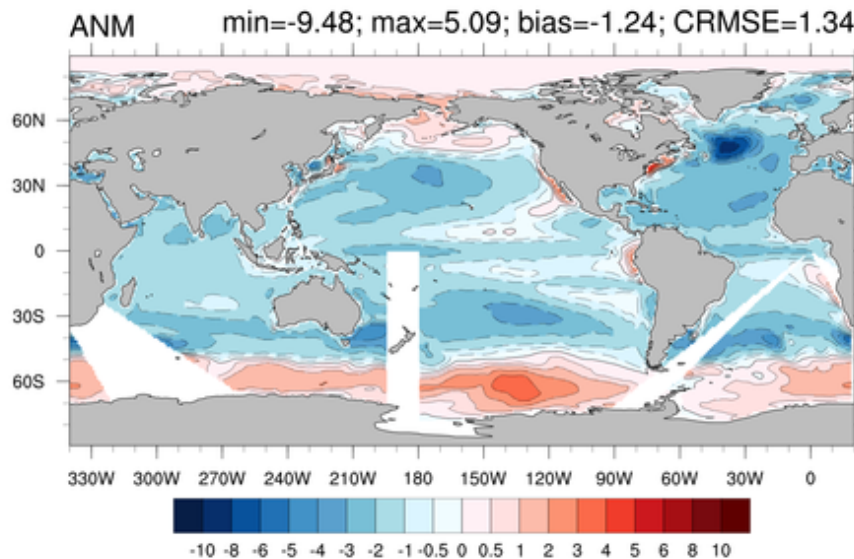 ANM min=-9.48; max=5.09; bias=-1.24; CRMSE=1.34
60N
30N
0
30S
60S
330W 300W 270W 240W 210W 180 150W 120W 90W 60W 30W 0
-10 -8 -6 -5 -4 -3 -2 -1 -0.5 0 0.5 1 2 3 4 5 6 8 10